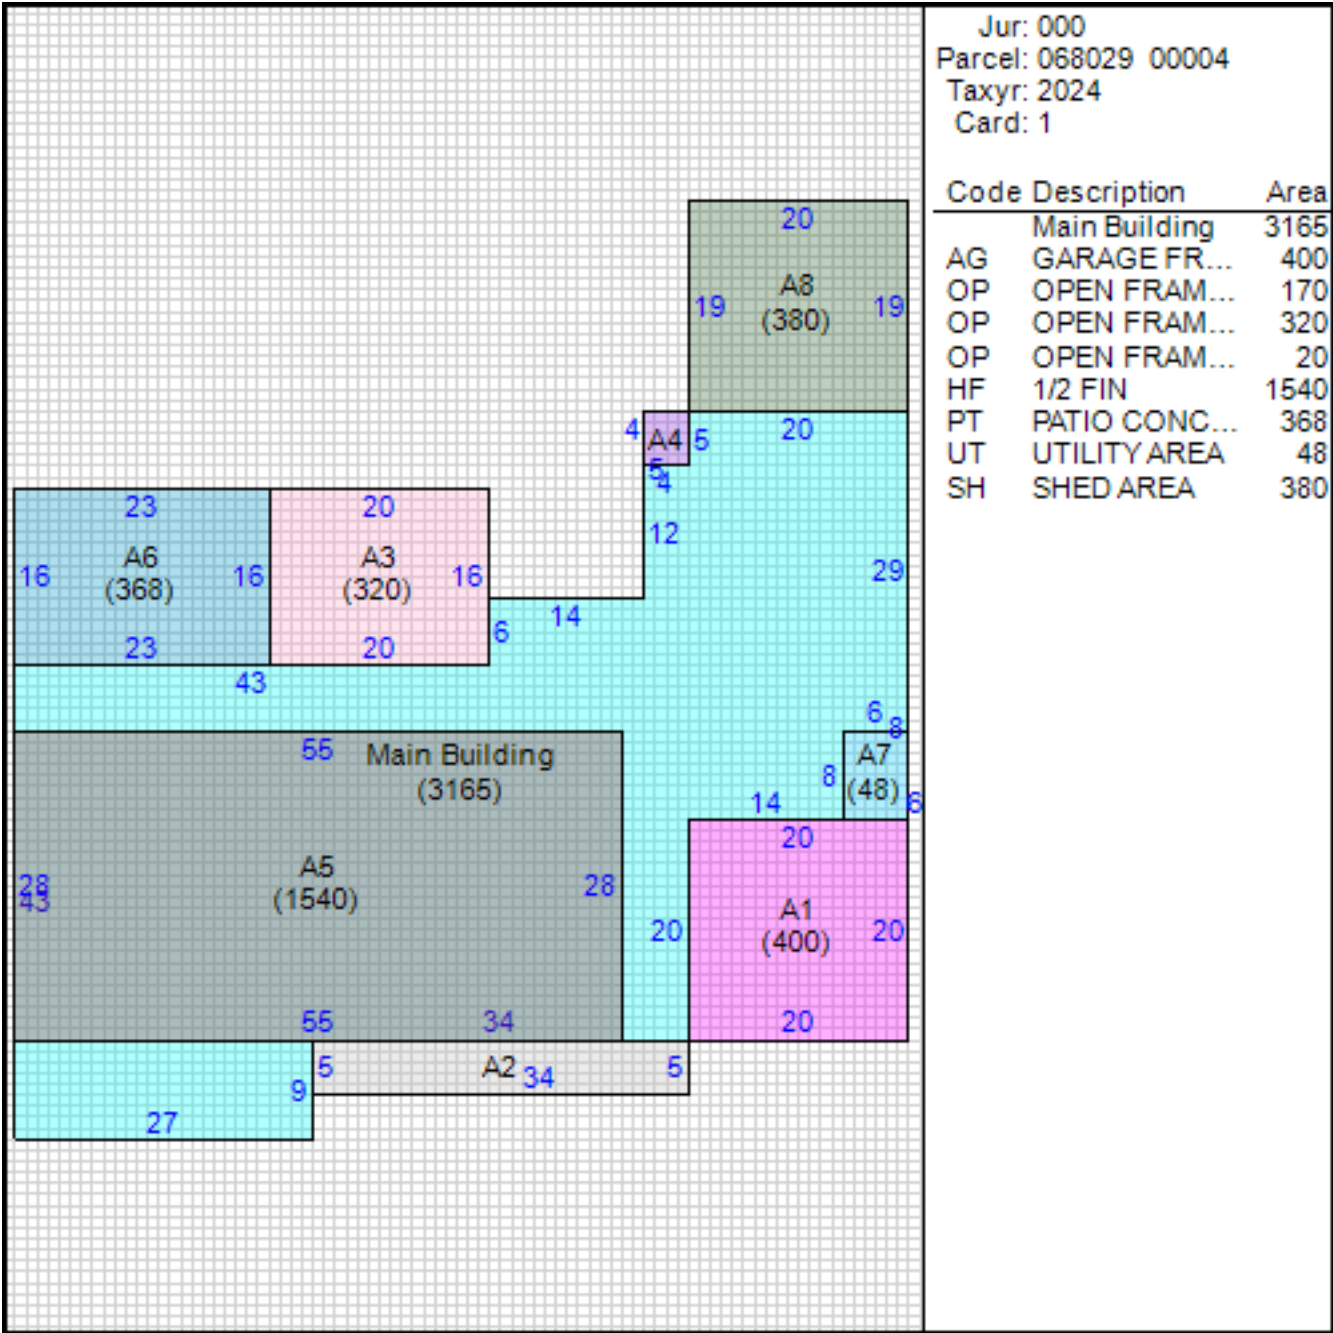 Jur: 000
Parcel: 068029 00004
Taxyr: 2024
Card: 1
Code Description Area
Main Building 3165
AG GARAGE FR... 400
OP OPEN FRAM... 170
OP OPEN FRAM... 320
OP OPEN FRAM... 20
HF 1/2 FIN 1540
PT PATIO CONC... 368
UT UTILITY AREA 48
SH SHED AREA 380
20
A8
19 (380) 19
4 A4 5 20
5
4
23 20
12
A6 A3
16 (368) 16 (320) 16 29
14
6
23 20
43
6
8
55 Main Building A7
(3165) 8 (48)
14 6
20
A5
28 (1540) 28
43
A1
20 (400) 20
55 34 20
5 A2 34 5
9
27